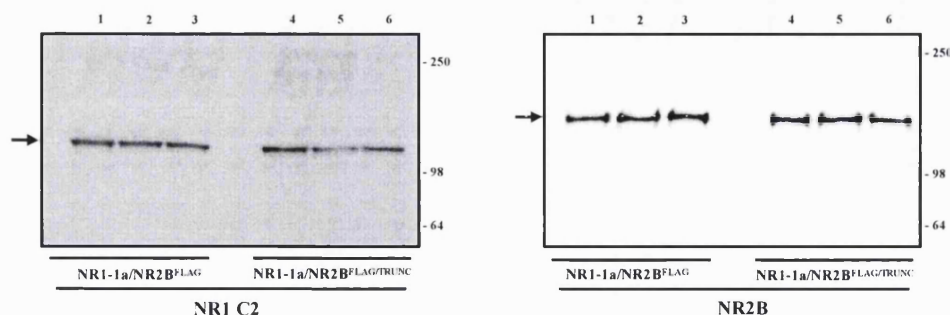 1 2 3 4 5 6
- 250
- 98
- 64
NR1-1a/NR2BFLAG NR1-1a/NR2BFLAG/TRUNC
NR1 C2
1 2 3 4 5 6
- 250
- 98
- 64
NR1-1a/NR2BFLAG NR1-1a/NR2BFLAG/TRUNC
NR2B